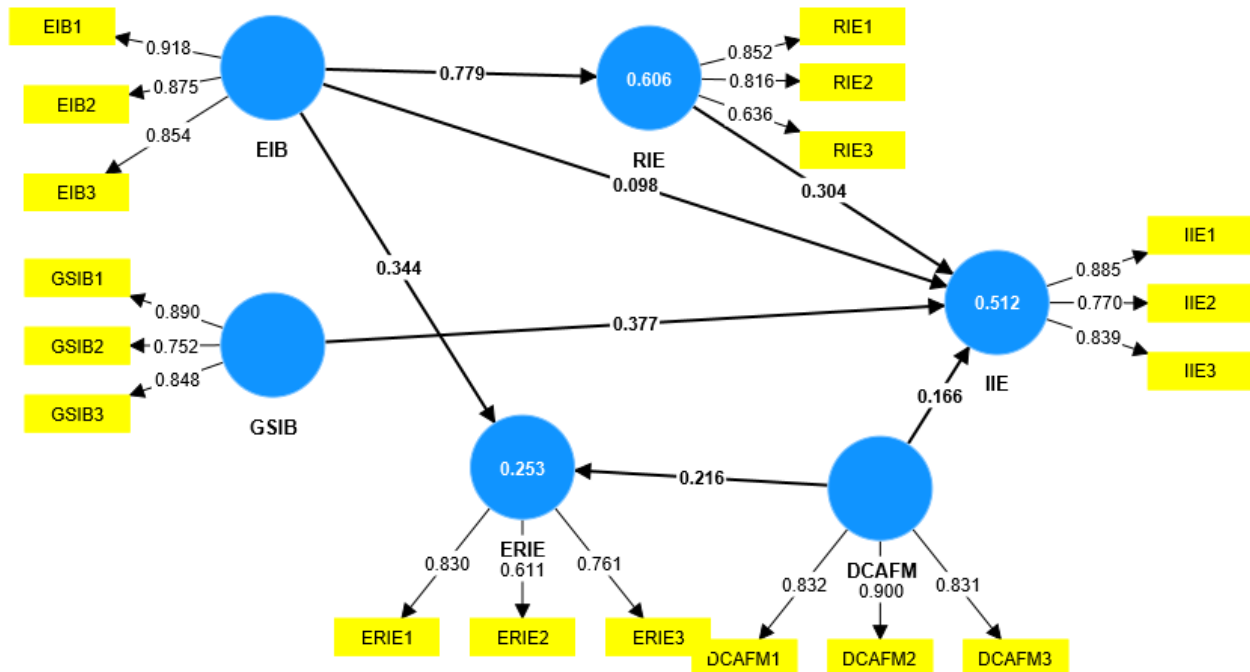 EIB1
0.918
EIB2
0.875
EIB3
0.854
EIB
0.779
0.606
RIE
RIE1
0.852
RIE2
0.816
RIE3
0.636
0.098
0.304
0.344
GSIB1
0.890
GSIB2
0.752
GSIB3
0.848
GSIB
0.377
0.512
IIE
IIE1
0.885
IIE2
0.770
IIE3
0.839
0.166
0.253
0.216
ERIE
0.830
0.611
0.761
ERIE1
ERIE2
ERIE3
DCAFM
0.832
0.900
0.831
DCAFM1
DCAFM2
DCAFM3